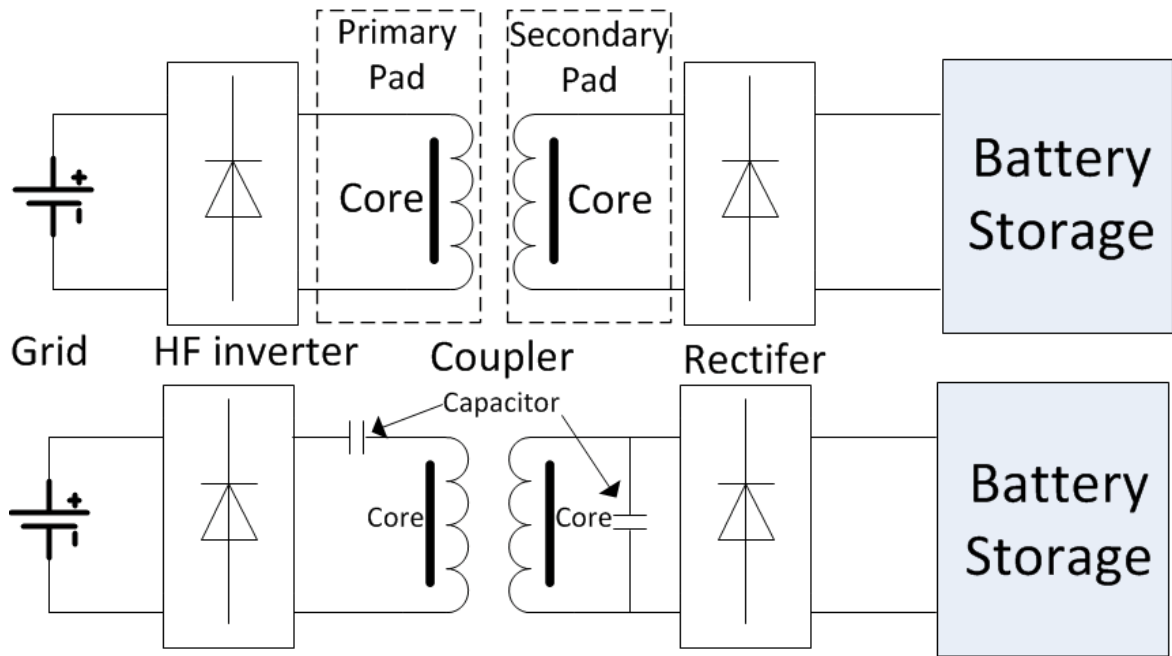 Primary
Pad
Secondary
Pad
Core
Core
Battery
Storage
Grid
HF inverter
Coupler
Rectifer
Capacitor
Core
Core
Battery
Storage